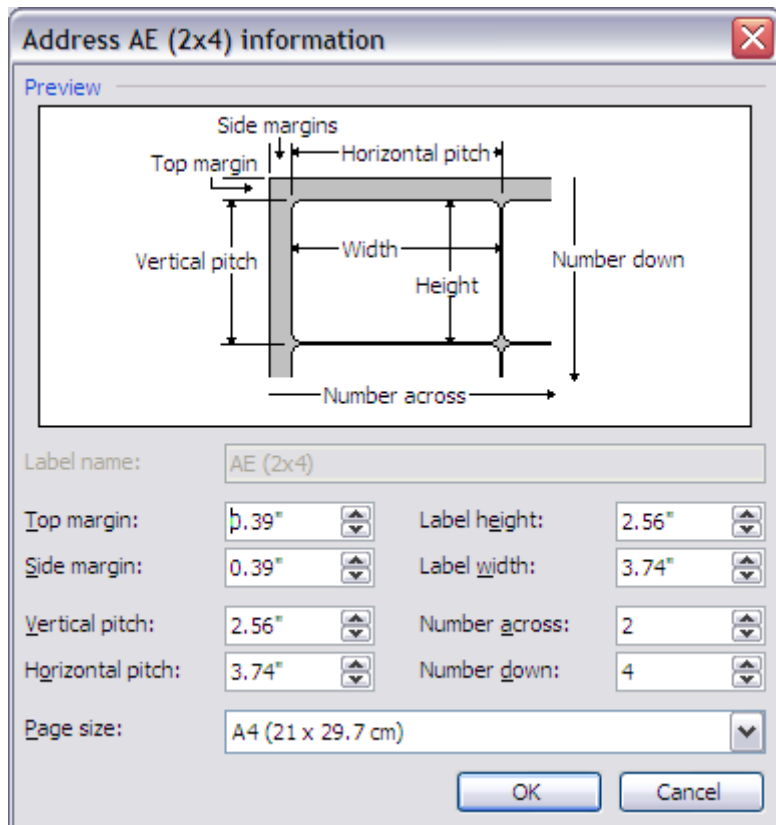 Address AE (2x4) information
Preview
Side margins
Top margin
Horizontal pitch
Vertical pitch
Width
Height
Number down
Number across
Label name: AE (2x4)
Top margin: 0.39" Label height: 2.56"
Side margin: 0.39" Label width: 3.74"
Vertical pitch: 2.56" Number across: 2
Horizontal pitch: 3.74" Number down: 4
Page size: A4 (21 x 29.7 cm)
OK Cancel